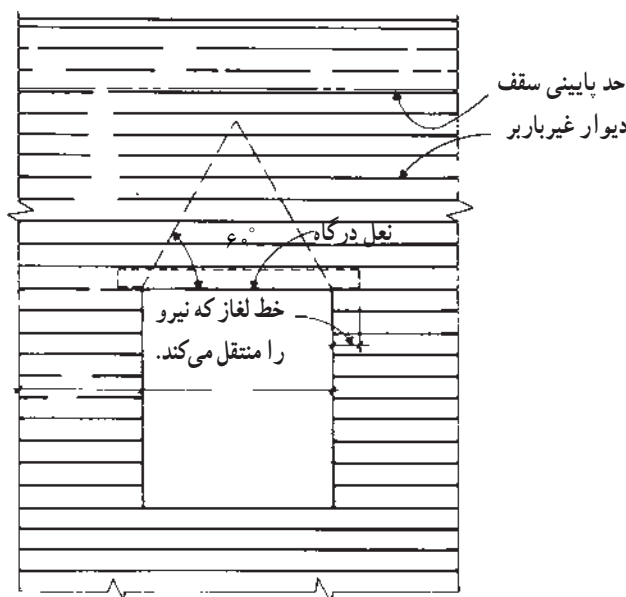 حد پایینی سقف
دیوار غیرباربر
نعل درگاه
۶۰°
خط لغاز که نیرو
را منتقل می‌کند.